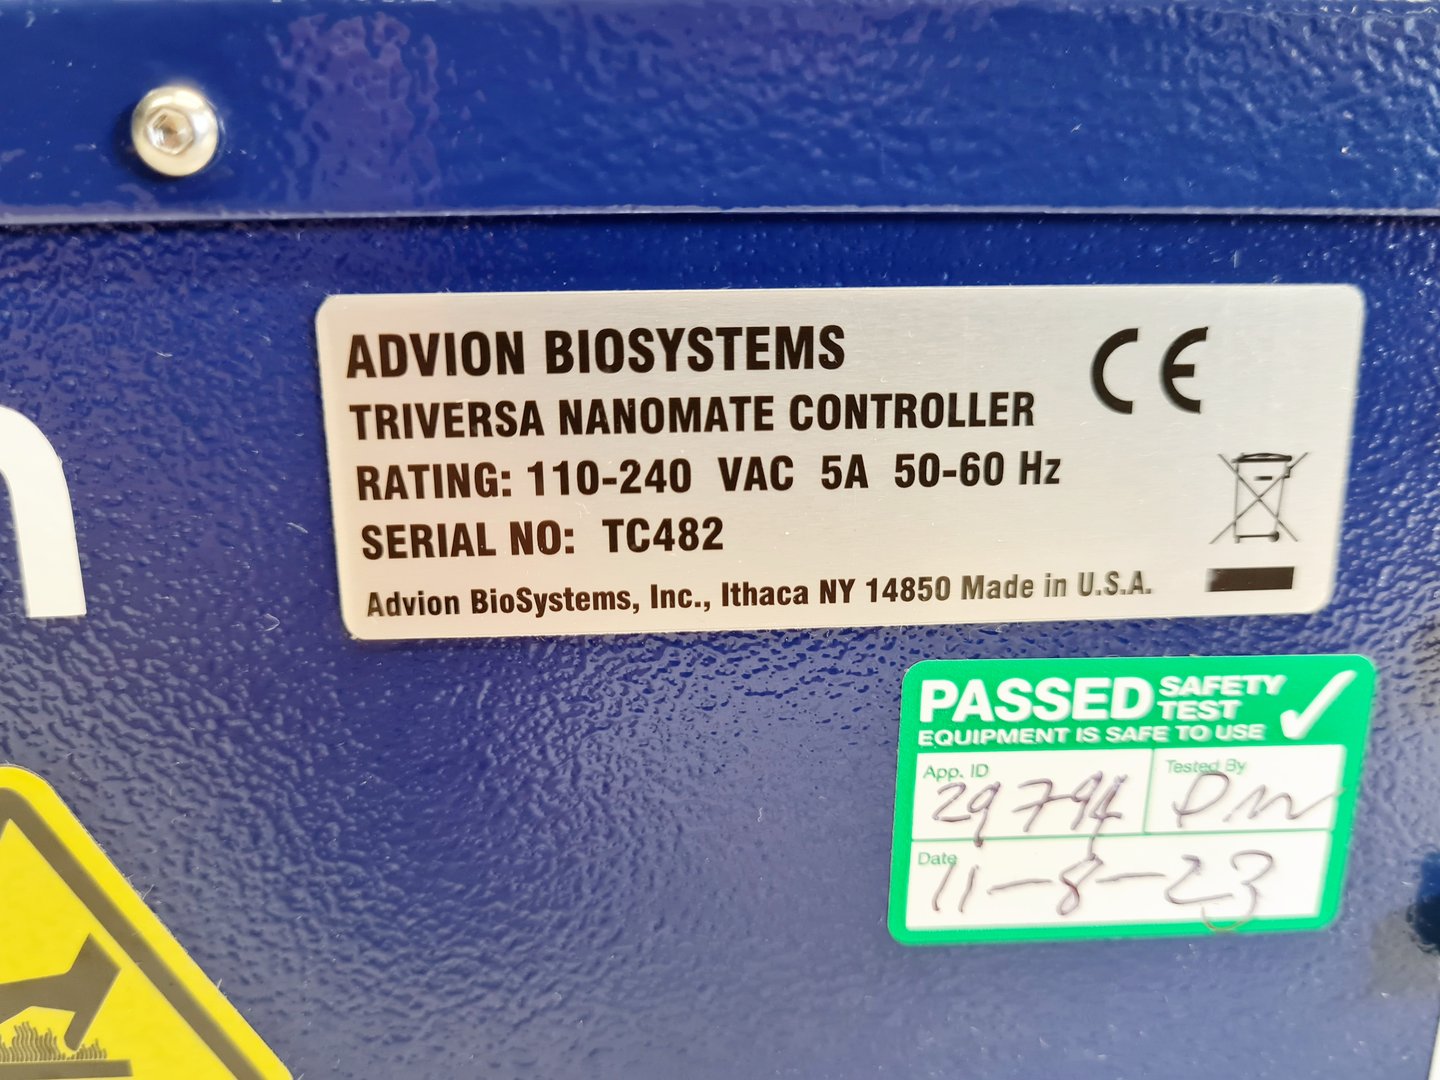 ADVION BIOSYSTEMS
TRIVERSA NANOMATE CONTROLLER
RATING: 110-240 VAC 5A 50-60 Hz
SERIAL NO: TC482
Advion BioSystems, Inc., Ithaca NY 14850 Made in U.S.A.
CE
PASSED SAFETY TEST
EQUIPMENT IS SAFE TO USE
App. ID
29794
Tested By
Date
11-8-23